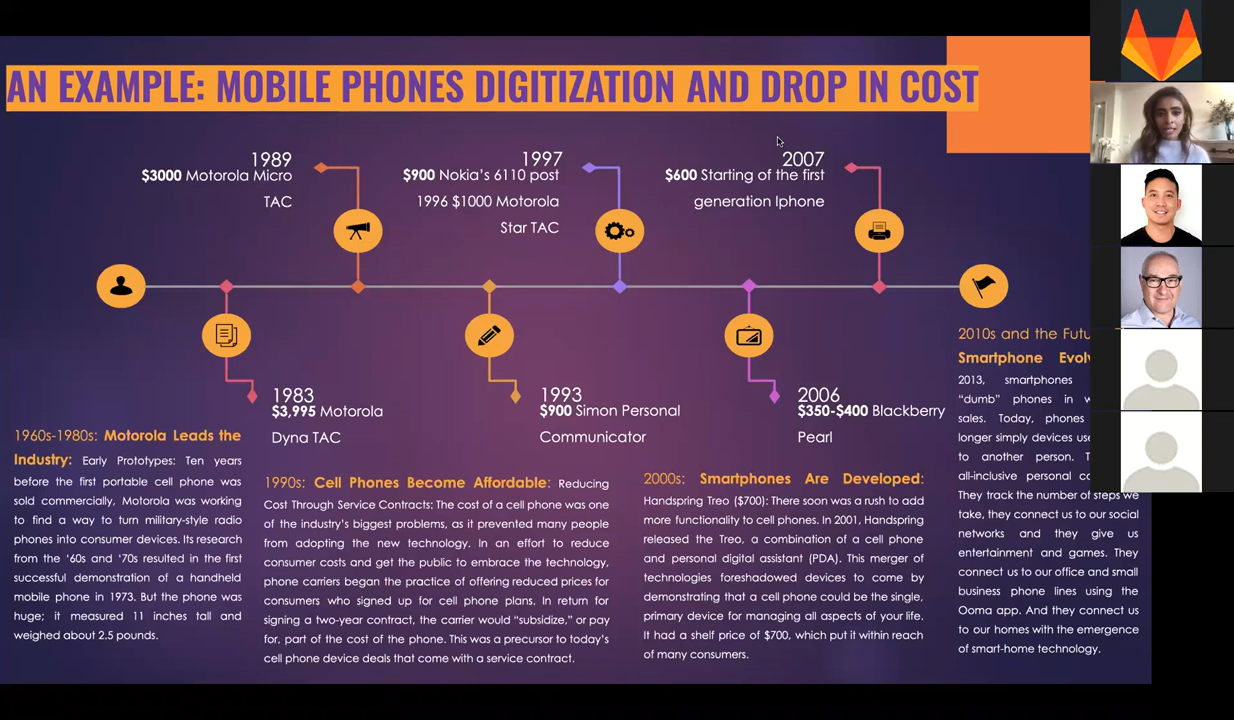 AN EXAMPLE: MOBILE PHONES DIGITIZATION AND DROP IN COST
1989
$3000 Motorola Micro
TAC
1997
$900 Nokia's 6110 post
1996 $1000 Motorola
Star TAC
2007
$600 Starting of the first
generation Iphone
1983
$3,995 Motorola
Dyna TAC
1993
$900 Simon Personal
Communicator
2006
$350-$400 Blackberry
Pearl
1960s-1980s: Motorola Leads the
Industry: Early Prototypes: Ten years
before the first portable cell phone was
sold commercially, Motorola was working
to find a way to turn military-style radio
phones into consumer devices. Its research
from the '60s and '70s resulted in the first
successful demonstration of a handheld
mobile phone in 1973. But the phone was
huge; it measured 11 inches tall and
weighed about 2.5 pounds.
1990s: Cell Phones Become Affordable: Reducing
Cost Through Service Contracts: The cost of a cell phone was one
of the industry's biggest problems, as it prevented many people
from adopting the new technology. In an effort to reduce
consumer costs and get the public to embrace the technology,
phone carriers began the practice of offering reduced prices for
consumers who signed up for cell phone plans. In return for
signing a two-year contract, the carrier would "subsidize," or pay
for, part of the cost of the phone. This was a precursor to today's
cell phone device deals that come with a service contract.
2000s: Smartphones Are Developed:
Handspring Treo ($700): There soon was a rush to add
more functionality to cell phones. In 2001, Handspring
released the Treo, a combination of a cell phone
and personal digital assistant (PDA). This merger of
technologies foreshadowed devices to come by
demonstrating that a cell phone could be the single,
primary device for managing all aspects of your life.
It had a shelf price of $700, which put it within reach
of many consumers.
2010s and the Futu
Smartphone Evol
2013, smartphones
"dumb" phones in w
sales. Today, phones
longer simply devices use
to another person. T
all-inclusive personal co
They track the number of steps we
take, they connect us to our social
networks and they give us
entertainment and games. They
connect us to our office and small
business phone lines using the
Ooma app. And they connect us
to our homes with the emergence
of smart-home technology.